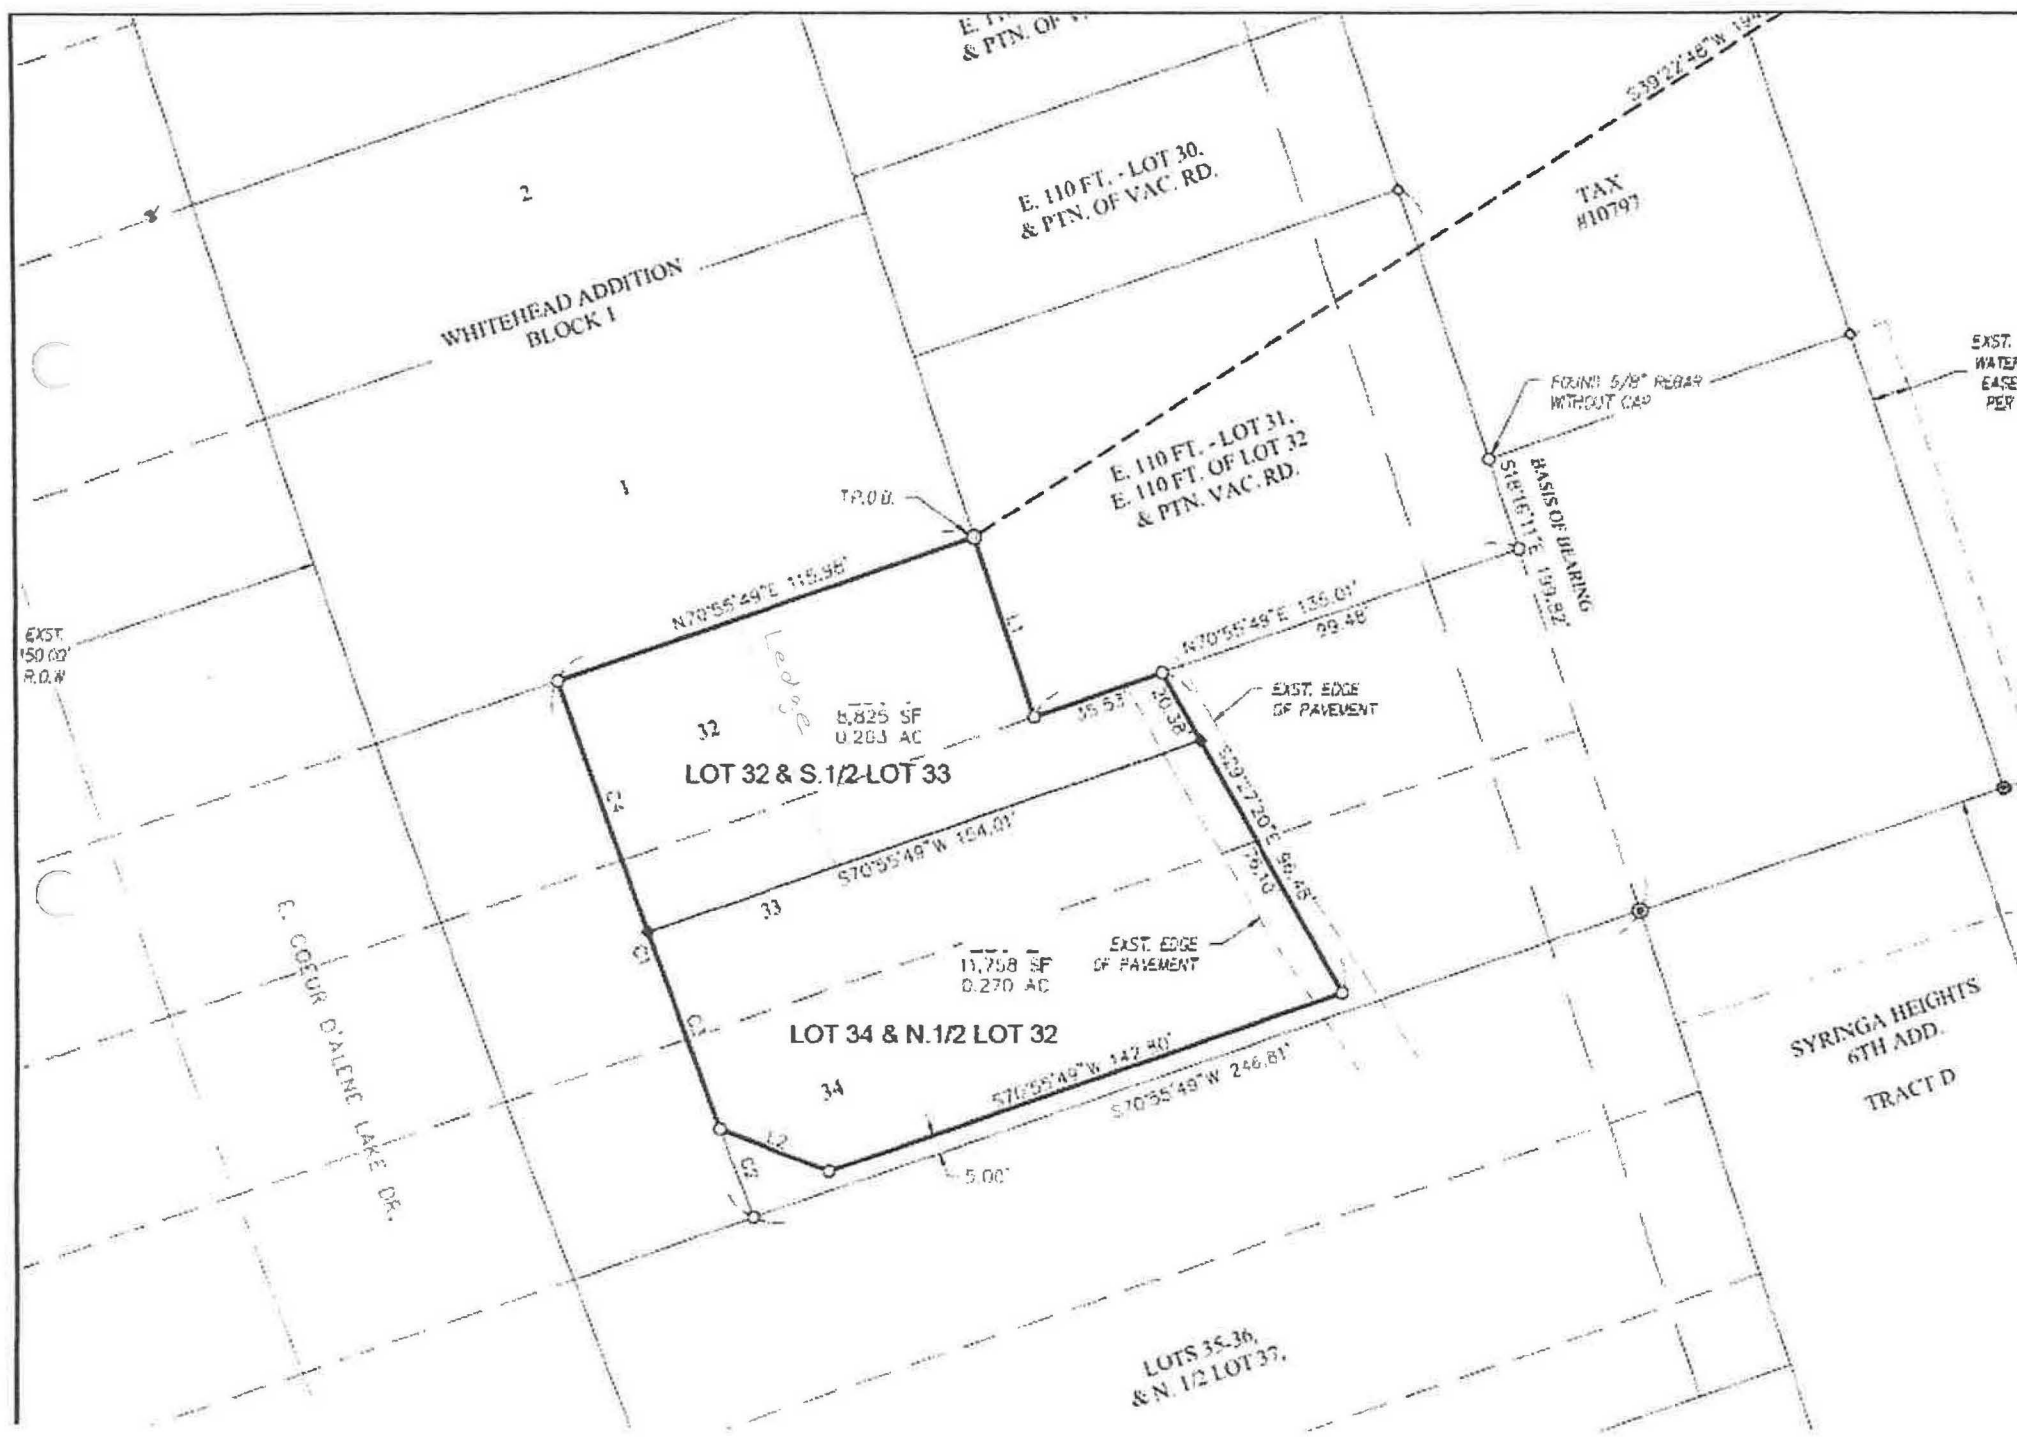 & PTN. OF V
S39°22'48"W 194
2
E. 110 FT. - LOT 30,
& PTN. OF VAC. RD.
TAX
#10797
WHITEHEAD ADDITION
BLOCK 1
EXST.
WATER
EASE
PER
FOUND 5/8" REBAR
WITHOUT CAP
E. 110 FT. - LOT 31,
E. 110 FT. OF LOT 32
& PTN. VAC. RD.
1
T.P.O.B.
BASIS OF BEARING
S18°16'11"E 199.82'
N70°55'49"E 115.98'
L1
N70°55'49"E 135.01'
99.48'
EXST.
150.00'
R.O.W
Ledge
EXST. EDGE
OF PAVEMENT
35.53'
20.38'
32
8,825 SF
0.203 AC
LOT 32 & S.1/2-LOT 33
C4
S29°27'20"E 96.48'
76.10'
S70°55'49"W 154.01'
33
C1
E. COEUR D'ALENE LAKE DR.
11,758 SF
0.270 AC
EXST. EDGE
OF PAVEMENT
C3
LOT 34 & N.1/2 LOT 32
SYRINGA HEIGHTS
6TH ADD.
TRACT D
34
S70°55'49"W 142.80'
S70°55'49"W 246.81'
L2
C2
5.00'
LOTS 35-36,
& N. 1/2 LOT 37,